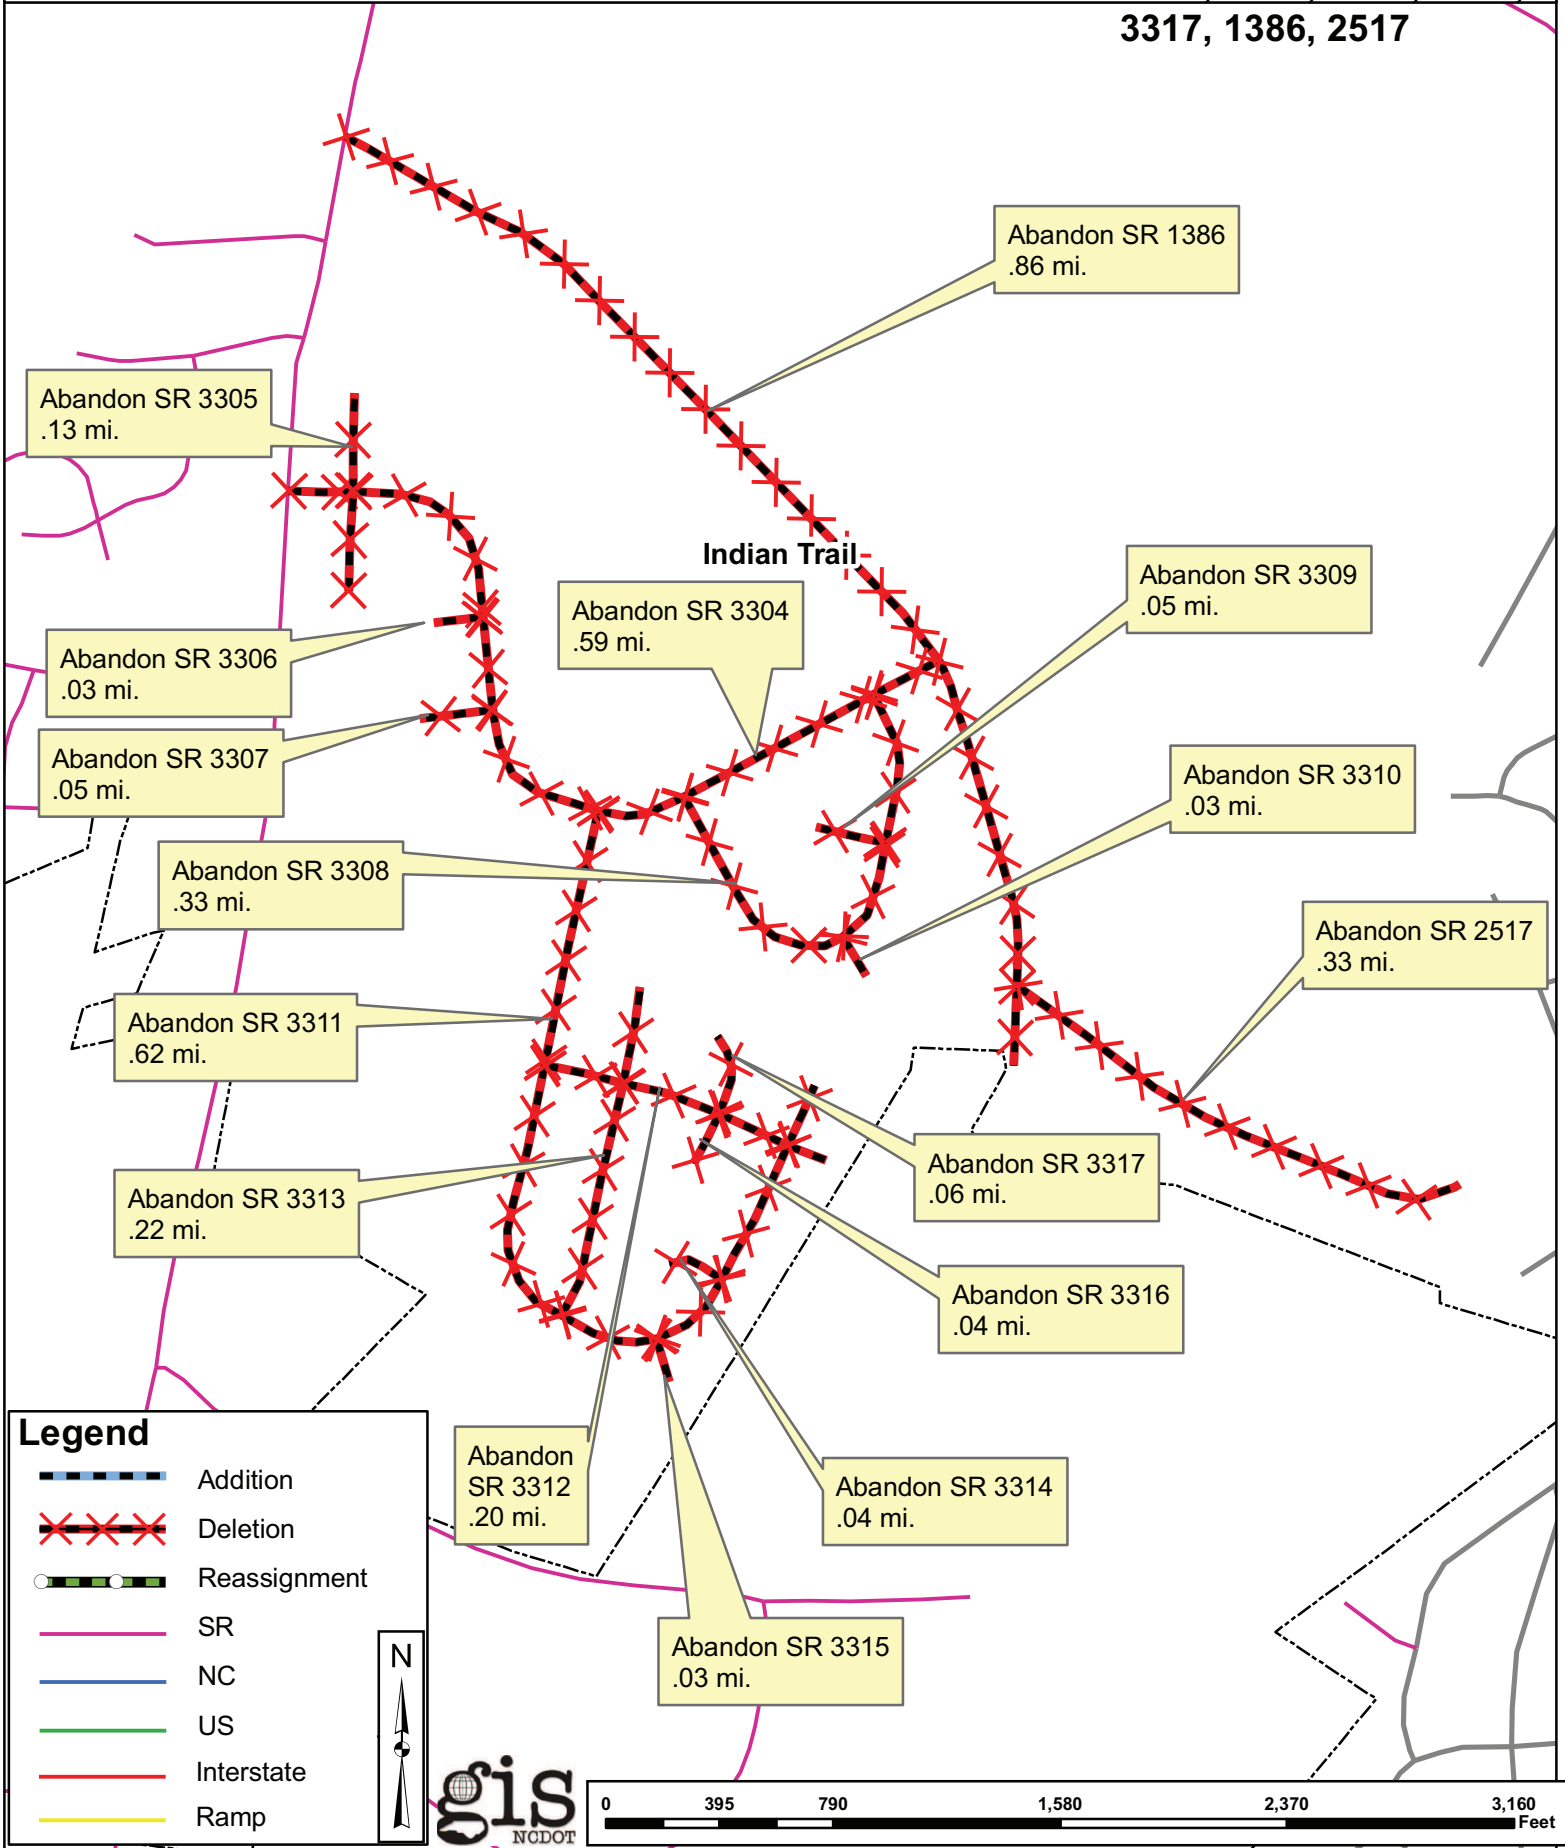 3317, 1386, 2517
Abandon SR 1386
.86 mi.
Abandon SR 3305
.13 mi.
Indian Trail
Abandon SR 3309
.05 mi.
Abandon SR 3304
.59 mi.
Abandon SR 3306
.03 mi.
Abandon SR 3307
.05 mi.
Abandon SR 3310
.03 mi.
Abandon SR 3308
.33 mi.
Abandon SR 2517
.33 mi.
Abandon SR 3311
.62 mi.
Abandon SR 3317
.06 mi.
Abandon SR 3313
.22 mi.
Abandon SR 3316
.04 mi.
Abandon
SR 3312
.20 mi.
Abandon SR 3314
.04 mi.
Abandon SR 3315
.03 mi.
Legend
Addition
Deletion
Reassignment
SR
NC
US
Interstate
Ramp
N
gis
NCDOT
0 395 790 1,580 2,370 3,160
Feet